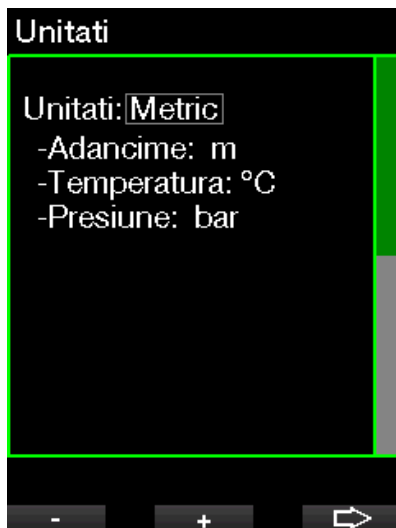 Unitati
Unitati: Metric
-Adancime: m
-Temperatura: °C
-Presiune: bar
- +